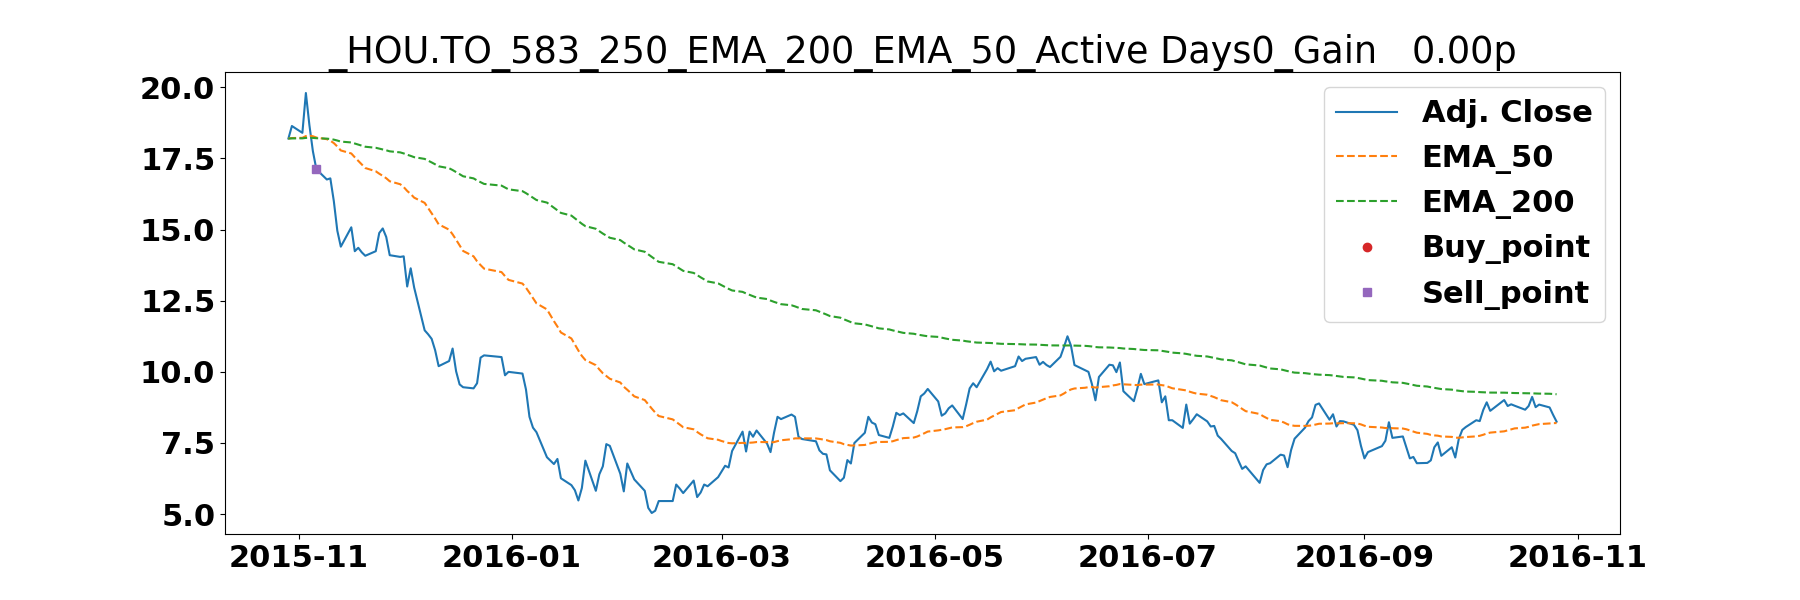 _HOU.TO_583_250_EMA_200_EMA_50_Active Days0_Gain   0.00p
20.0
17.5
15.0
12.5
10.0
7.5
5.0
Adj. Close
EMA_50
EMA_200
Buy_point
Sell_point
2015-11 2016-01 2016-03 2016-05 2016-07 2016-09 2016-11